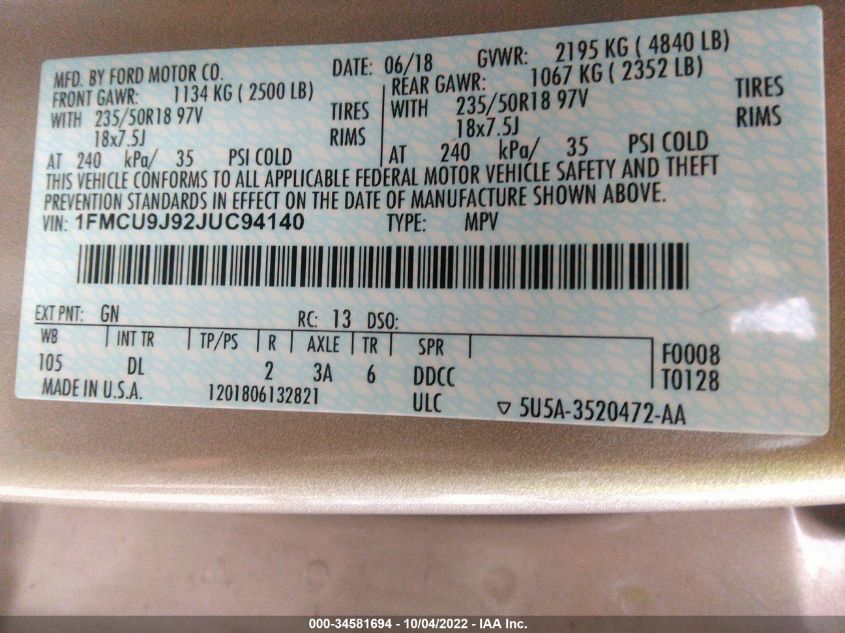 MFD. BY FORD MOTOR CO. DATE: 06/18 GVWR: 2195 KG ( 4840 LB)
FRONT GAWR: 1134 KG ( 2500 LB) REAR GAWR: 1067 KG ( 2352 LB)
WITH 235/50R18 97V TIRES WITH 235/50R18 97V TIRES
18x7.5J RIMS 18x7.5J RIMS
AT 240 kPa/ 35 PSI COLD AT 240 kPa/ 35 PSI COLD
THIS VEHICLE CONFORMS TO ALL APPLICABLE FEDERAL MOTOR VEHICLE SAFETY AND THEFT
PREVENTION STANDARDS IN EFFECT ON THE DATE OF MANUFACTURE SHOWN ABOVE.
VIN: 1FMCU9J92JUC94140 TYPE: MPV
EXT PNT: GN RC: 13 DSO:
WB INT TR TP/PS R AXLE TR SPR F0008
105 DL 2 3A 6 DDCC T0128
MADE IN U.S.A. 1201806132821 ULC ▽ 5U5A-3520472-AA
000-34581694 - 10/04/2022 - IAA Inc.